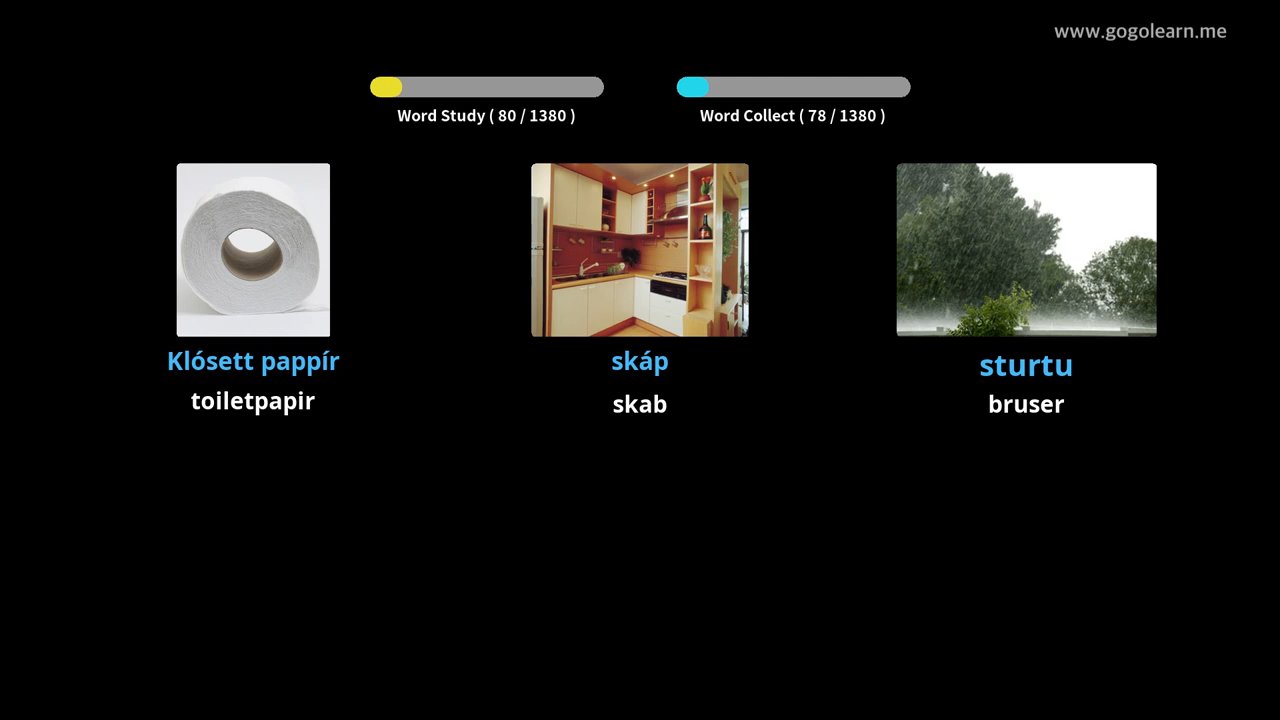 www.gogolearn.me
Word Study ( 80 / 1380 )
Word Collect ( 78 / 1380 )
Klósett pappír
skáp
sturtu
toiletpapir
skab
bruser